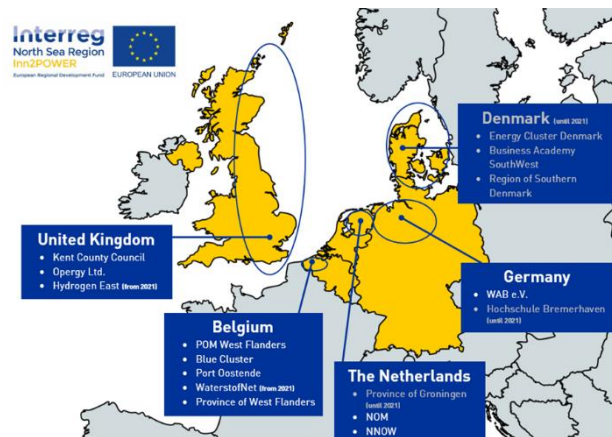 Interreg
North Sea Region
Inn2POWER
European Regional Development Fund
EUROPEAN UNION
Denmark (until 2021)
• Energy Cluster Denmark
• Business Academy
SouthWest
• Region of Southern
Denmark
United Kingdom
• Kent County Council
• Opergy Ltd.
• Hydrogen East (from 2021)
Germany
• WAB e.V.
• Hochschule Bremerhaven
(until 2021)
Belgium
• POM West Flanders
• Blue Cluster
• Port Oostende
• WaterstofNet (from 2021)
• Province of West Flanders
The Netherlands
• Province of Groningen
(until 2021)
• NOM
• NNOW